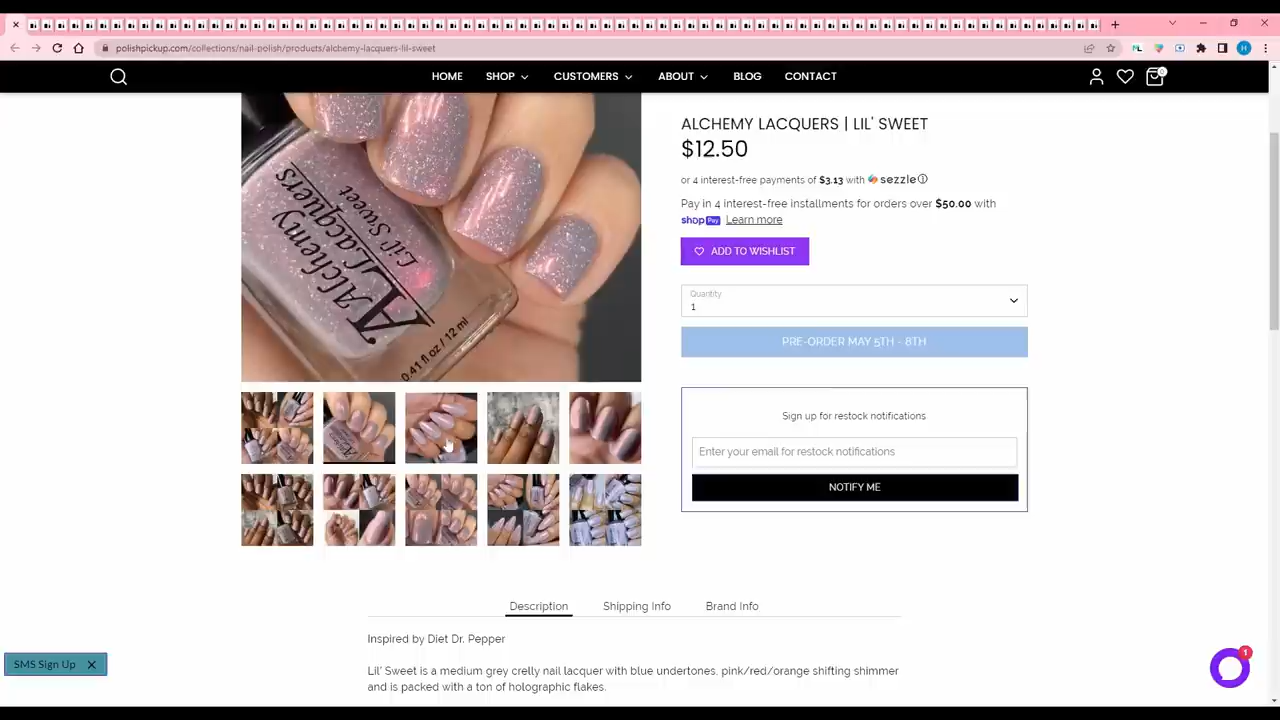 polishpickup.com/collections/nail-polish/products/alchemy-lacquers-lil-sweet
HOME
SHOP
CUSTOMERS
ABOUT
BLOG
CONTACT
0
Alchemy
Lacquers
Lil' Sweet
0.41 fl oz / 12 ml
ALCHEMY LACQUERS | LIL' SWEET
$12.50
or 4 interest-free payments of $3.13 with sezzle
Pay in 4 interest-free installments for orders over $50.00 with
shop Pay Learn more
ADD TO WISHLIST
Quantity
1
PRE-ORDER MAY 5TH - 8TH
Sign up for restock notifications
Enter your email for restock notifications
NOTIFY ME
Description
Shipping Info
Brand Info
Inspired by Diet Dr. Pepper
Lil' Sweet is a medium grey crelly nail lacquer with blue undertones, pink/red/orange shifting shimmer
and is packed with a ton of holographic flakes.
SMS Sign Up
1